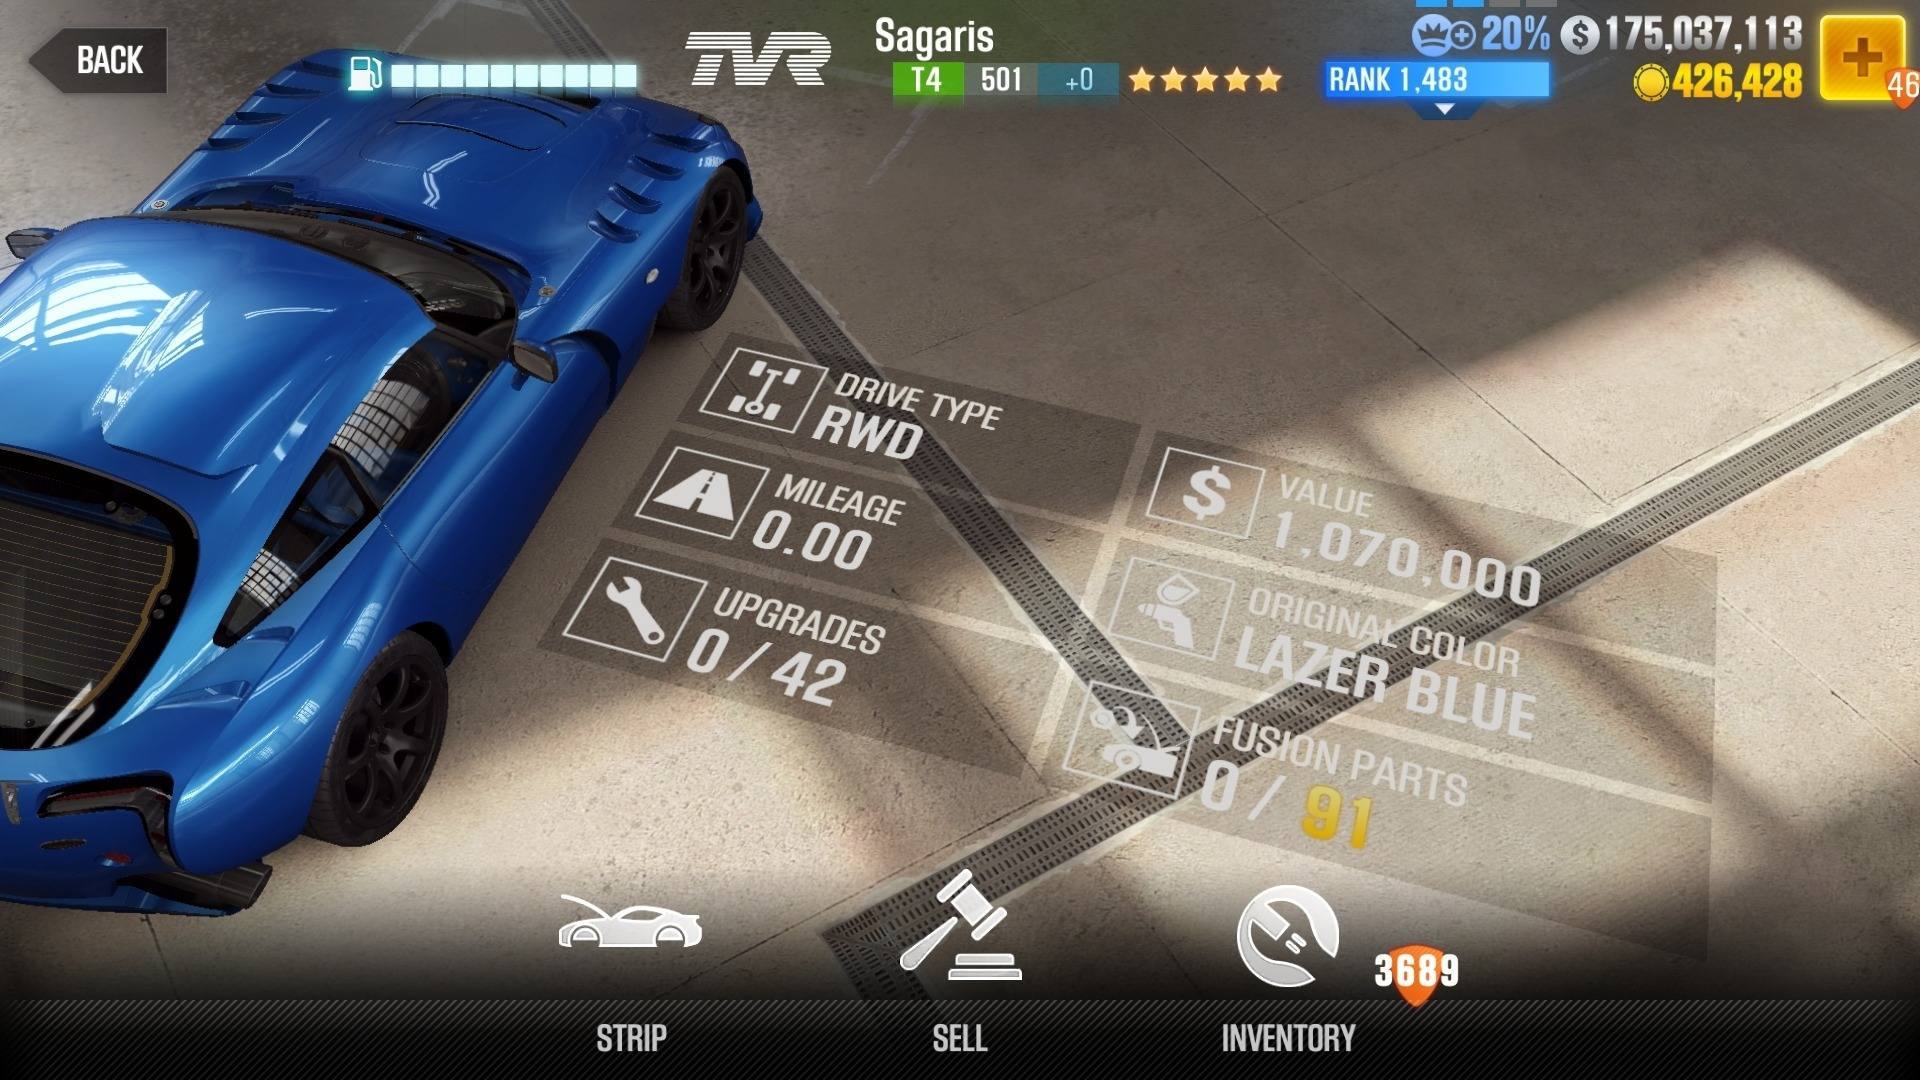 BACK
TVR
Sagaris
T4 501 +0
20%
175,037,113
RANK 1,483
426,428
46
DRIVE TYPE
RWD
MILEAGE
0.00
UPGRADES
0/42
VALUE
1,070,000
ORIGINAL COLOR
LAZER BLUE
FUSION PARTS
0/91
3689
STRIP
SELL
INVENTORY